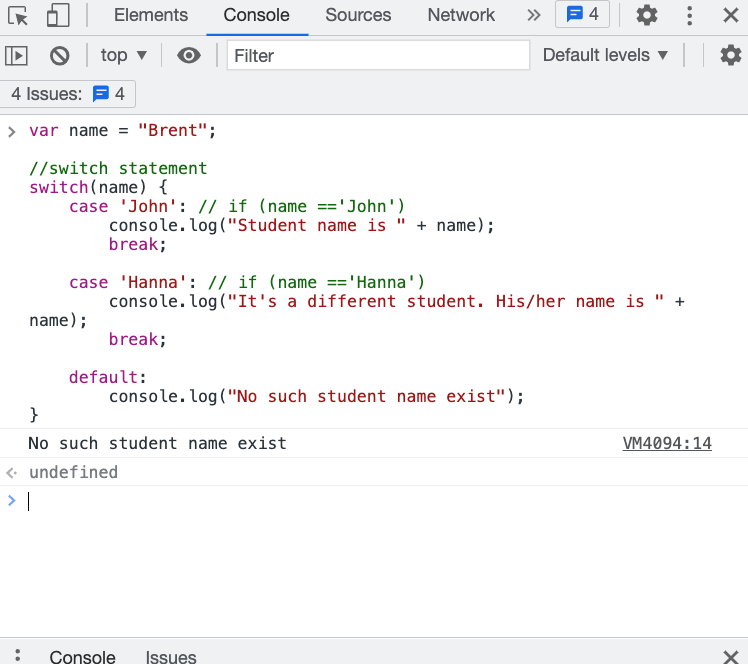 Elements Console Sources Network 4
top Filter Default levels
4 Issues: 4
var name = "Brent";
//switch statement
switch(name) {
    case 'John': // if (name =='John')
        console.log("Student name is " + name);
        break;
    case 'Hanna': // if (name =='Hanna')
        console.log("It's a different student. His/her name is " +
name);
        break;
    default:
        console.log("No such student name exist");
}
No such student name exist VM4094:14
undefined
Console Issues